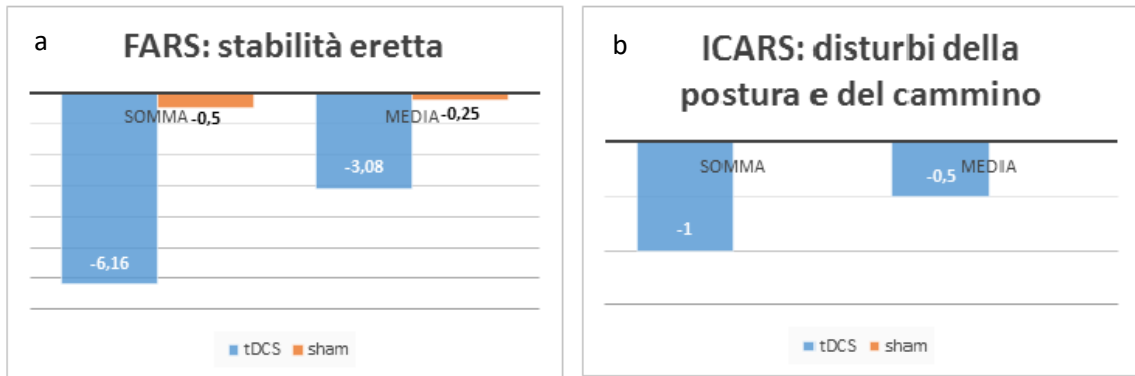 a
FARS: stabilità eretta
SOMMA -0,5
MEDIA -0,25
-3,08
-6,16
tDCS sham
b
ICARS: disturbi della
postura e del cammino
SOMMA
-0,5 MEDIA
-1
tDCS sham